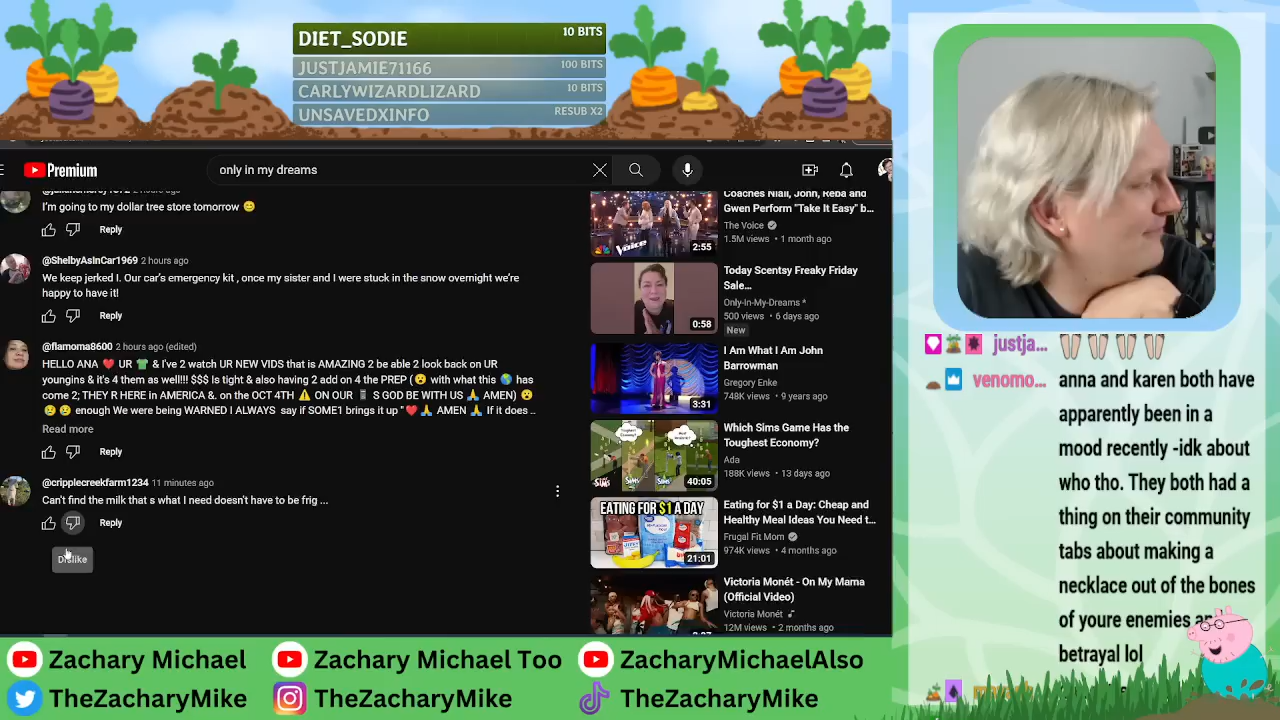 DIET_SODIE 10 BITS
JUSTJAMIE71166 100 BITS
CARLYWIZARDLIZARD 10 BITS
UNSAVEDXINFO RESUB X2
Premium
only in my dreams
2 hours ago
I'm going to my dollar tree store tomorrow 😊
Reply
@ShelbyAsInCar1969 2 hours ago
We keep jerked I. Our car's emergency kit , once my sister and I were stuck in the snow overnight we're
happy to have it!
Reply
@flamoma8600 2 hours ago (edited)
HELLO ANA ❤️ UR 👕 & I've 2 watch UR NEW VIDS that is AMAZING 2 be able 2 look back on UR
youngins & it's 4 them as well!!! $$$ Is tight & also having 2 add on 4 the PREP (😮 with what this 🌎 has
come 2; THEY R HERE in AMERICA &. on the OCT 4TH ⚠️ ON OUR 📱 S GOD BE WITH US 🙏 AMEN) 😮
😢 😢 enough We were being WARNED I ALWAYS say if SOME1 brings it up "❤️ 🙏 AMEN 🙏 If it does ..
Read more
Reply
@cripplecreekfarm1234 11 minutes ago
Can't find the milk that s what I need doesn't have to be frig ...
Reply
Dislike
Coaches Niall, John, Reba and
Gwen Perform "Take It Easy" b...
The Voice
1.5M views • 1 month ago
Voice
2:55
Today Scentsy Freaky Friday
Sale...
Only-In-My-Dreams *
500 views • 6 days ago
New
0:58
I Am What I Am John
Barrowman
Gregory Enke
748K views • 9 years ago
3:31
Which Sims Game Has the
Toughest Economy?
Ada
188K views • 13 days ago
40:05
EATING FOR $1 A DAY
Eating for $1 a Day: Cheap and
Healthy Meal Ideas You Need t...
Frugal Fit Mom
974K views • 4 months ago
21:01
Victoria Monét - On My Mama
(Official Video)
Victoria Monét
12M views • 2 months ago
justja...
venomo... anna and karen both have
apparently been in a
mood recently -idk about
who tho. They both had a
thing on their community
tabs about making a
necklace out of the bones
of youre enemies
betrayal lol
Zachary Michael
Zachary Michael Too
ZacharyMichaelAlso
TheZacharyMike
TheZacharyMike
TheZacharyMike